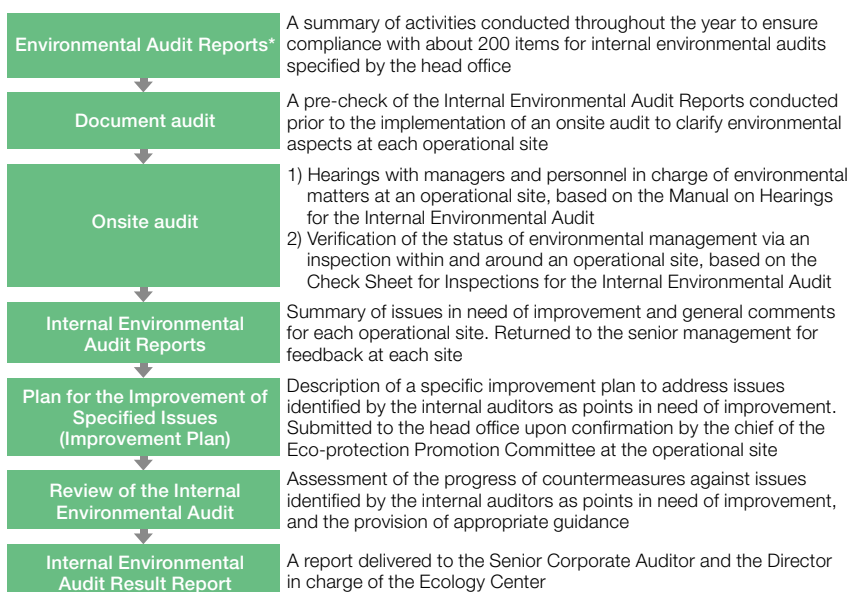 Environmental Audit Reports*
A summary of activities conducted throughout the year to ensure
compliance with about 200 items for internal environmental audits
specified by the head office
Document audit
A pre-check of the Internal Environmental Audit Reports conducted
prior to the implementation of an onsite audit to clarify environmental
aspects at each operational site
Onsite audit
1) Hearings with managers and personnel in charge of environmental
matters at an operational site, based on the Manual on Hearings
for the Internal Environmental Audit
2) Verification of the status of environmental management via an
inspection within and around an operational site, based on the
Check Sheet for Inspections for the Internal Environmental Audit
Internal Environmental
Audit Reports
Summary of issues in need of improvement and general comments
for each operational site. Returned to the senior management for
feedback at each site
Plan for the Improvement of
Specified Issues
(Improvement Plan)
Description of a specific improvement plan to address issues
identified by the internal auditors as points in need of improvement.
Submitted to the head office upon confirmation by the chief of the
Eco-protection Promotion Committee at the operational site
Review of the Internal
Environmental Audit
Assessment of the progress of countermeasures against issues
identified by the internal auditors as points in need of improvement,
and the provision of appropriate guidance
Internal Environmental
Audit Result Report
A report delivered to the Senior Corporate Auditor and the Director
in charge of the Ecology Center